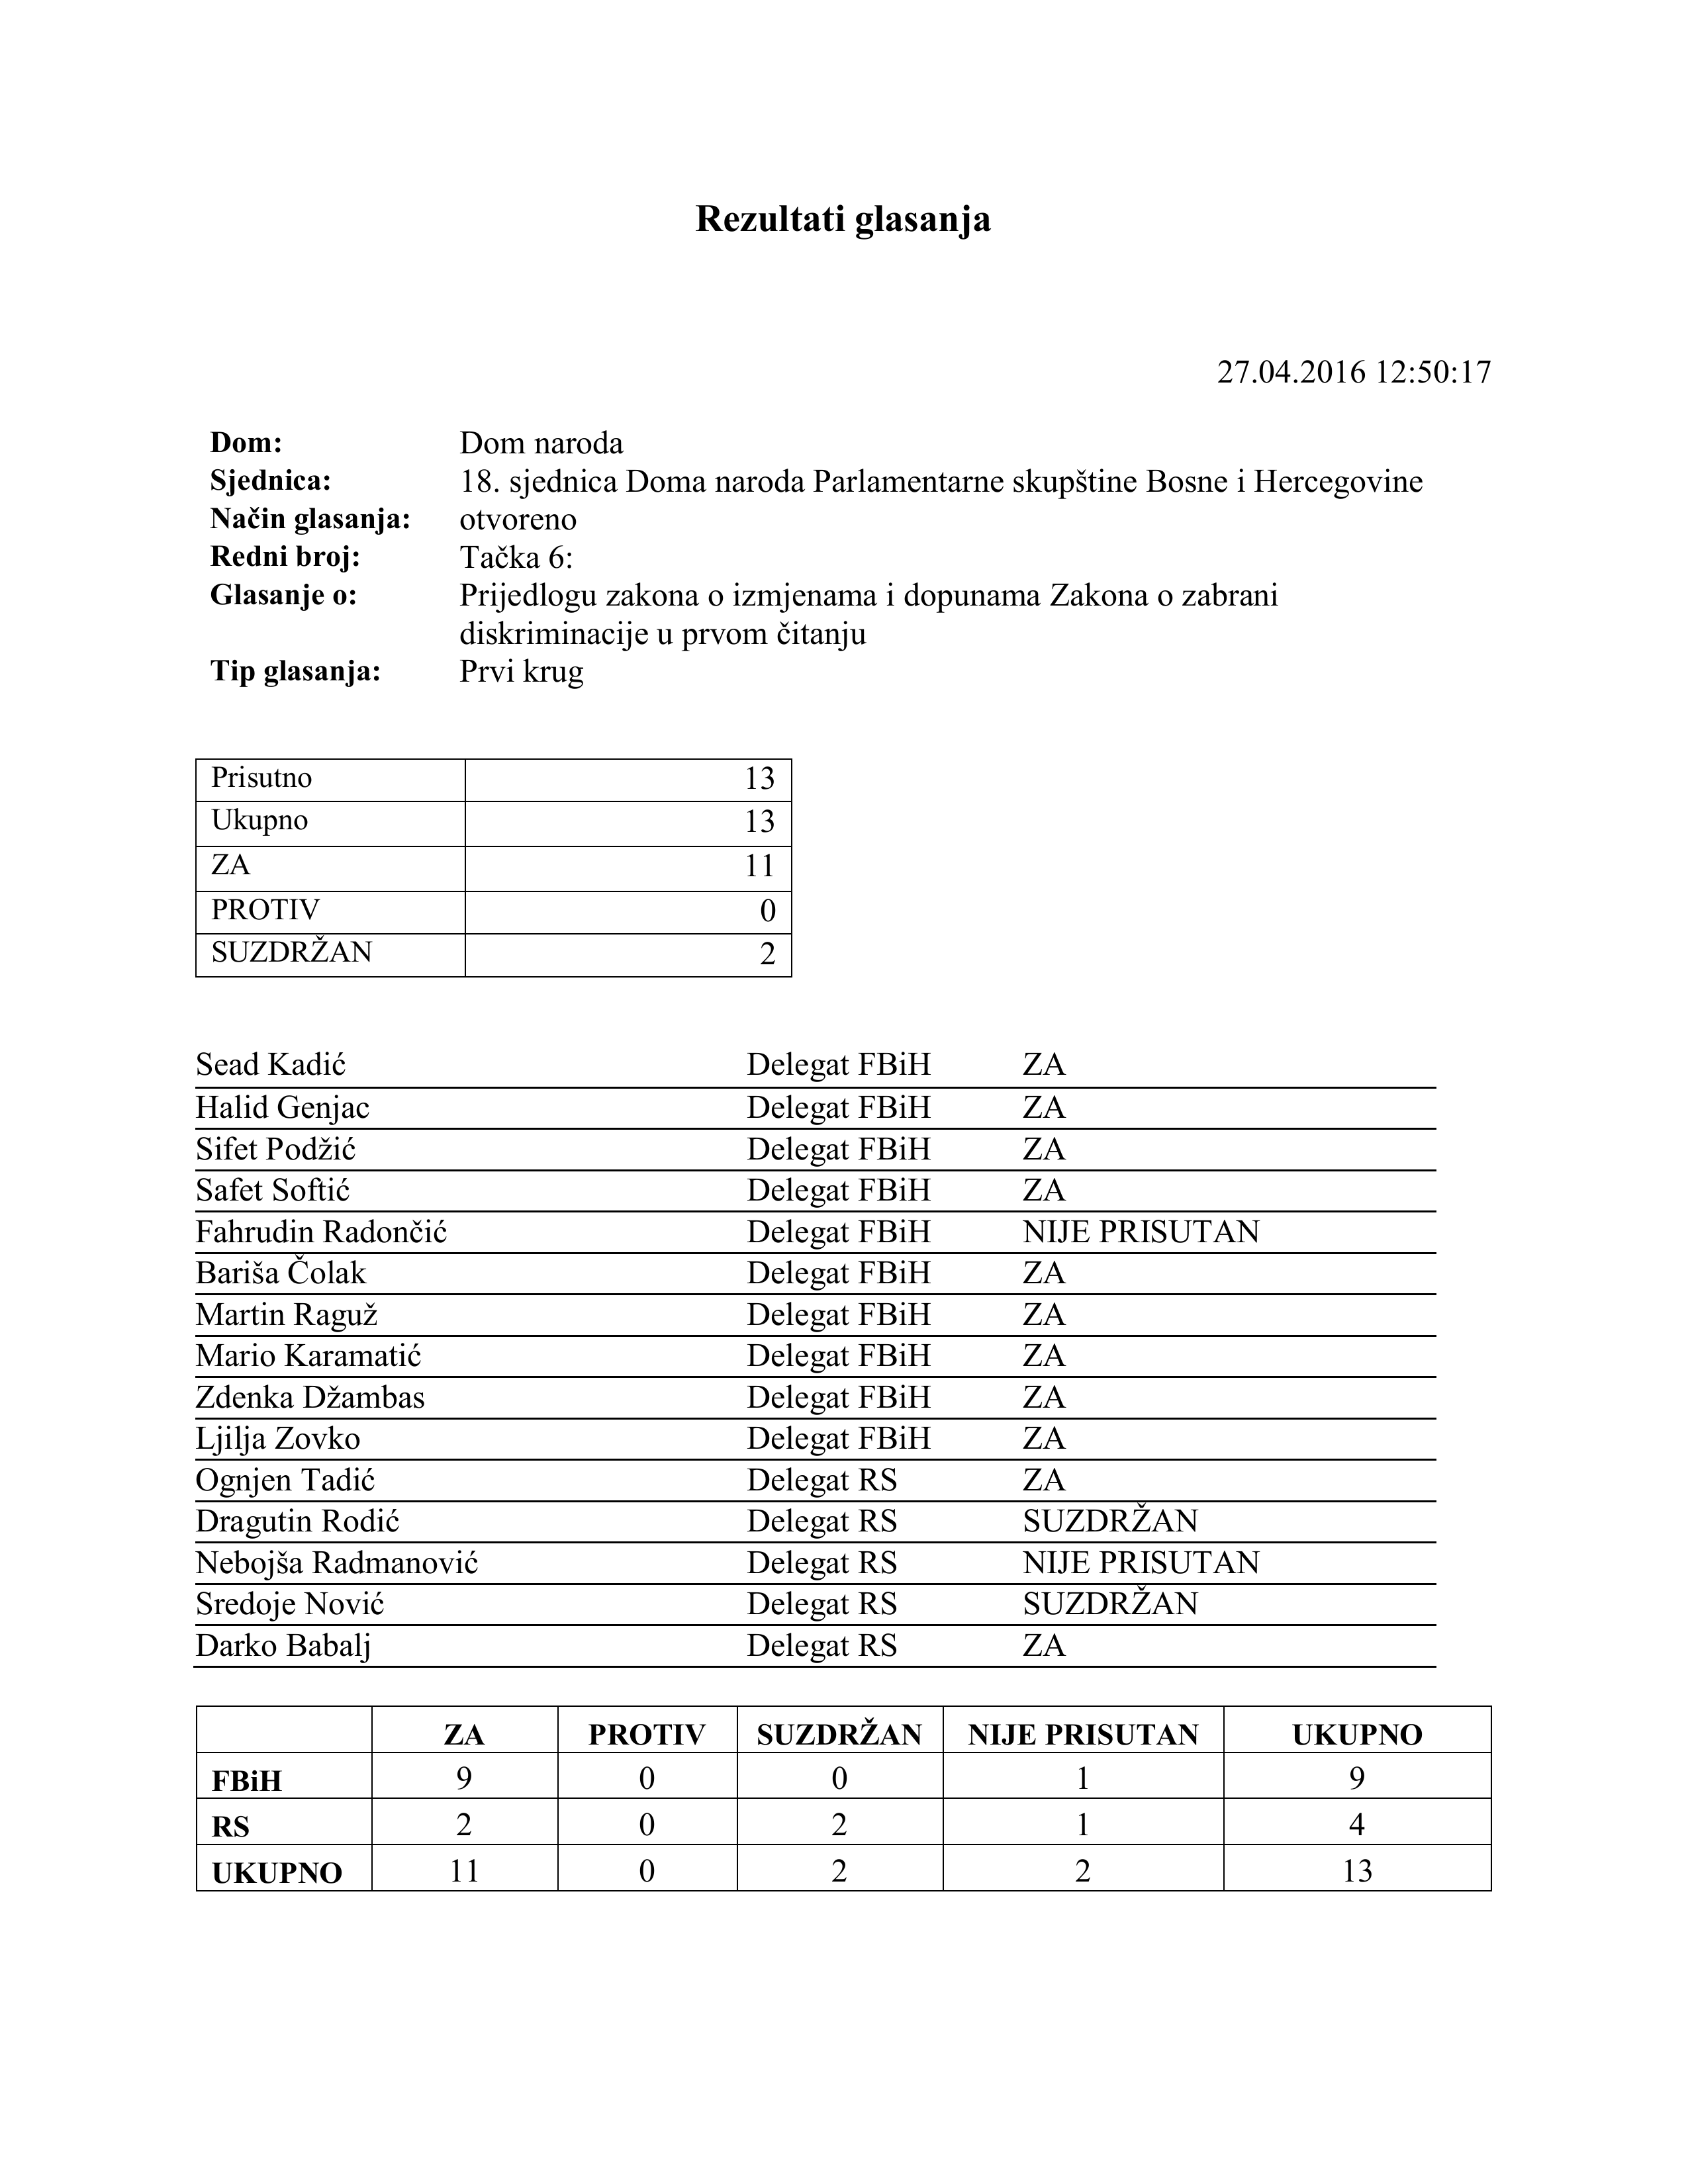 Rezultati glasanja
27.04.2016 12:50:17
Dom: Dom naroda
Sjednica: 18. sjednica Doma naroda Parlamentarne skupštine Bosne i Hercegovine
Način glasanja: otvoreno
Redni broj: Tačka 6:
Glasanje o: Prijedlogu zakona o izmjenama i dopunama Zakona o zabrani
diskriminacije u prvom čitanju
Tip glasanja: Prvi krug
Prisutno 13
Ukupno 13
ZA 11
PROTIV 0
SUZDRŽAN 2
Sead Kadić Delegat FBiH ZA
Halid Genjac Delegat FBiH ZA
Sifet Podžić Delegat FBiH ZA
Safet Softić Delegat FBiH ZA
Fahrudin Radončić Delegat FBiH NIJE PRISUTAN
Bariša Čolak Delegat FBiH ZA
Martin Raguž Delegat FBiH ZA
Mario Karamatić Delegat FBiH ZA
Zdenka Džambas Delegat FBiH ZA
Ljilja Zovko Delegat FBiH ZA
Ognjen Tadić Delegat RS ZA
Dragutin Rodić Delegat RS SUZDRŽAN
Nebojša Radmanović Delegat RS NIJE PRISUTAN
Sredoje Nović Delegat RS SUZDRŽAN
Darko Babalj Delegat RS ZA
ZA PROTIV SUZDRŽAN NIJE PRISUTAN UKUPNO
FBiH 9 0 0 1 9
RS 2 0 2 1 4
UKUPNO 11 0 2 2 13